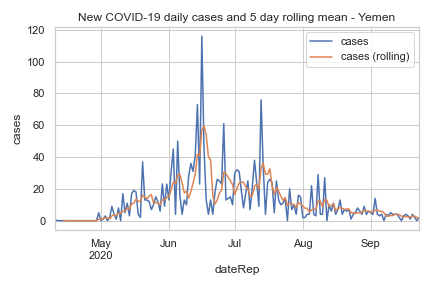 New COVID-19 daily cases and 5 day rolling mean - Yemen
120
100
80
60
40
20
0
cases
cases
cases (rolling)
May
2020
Jun
Jul
Aug
Sep
dateRep